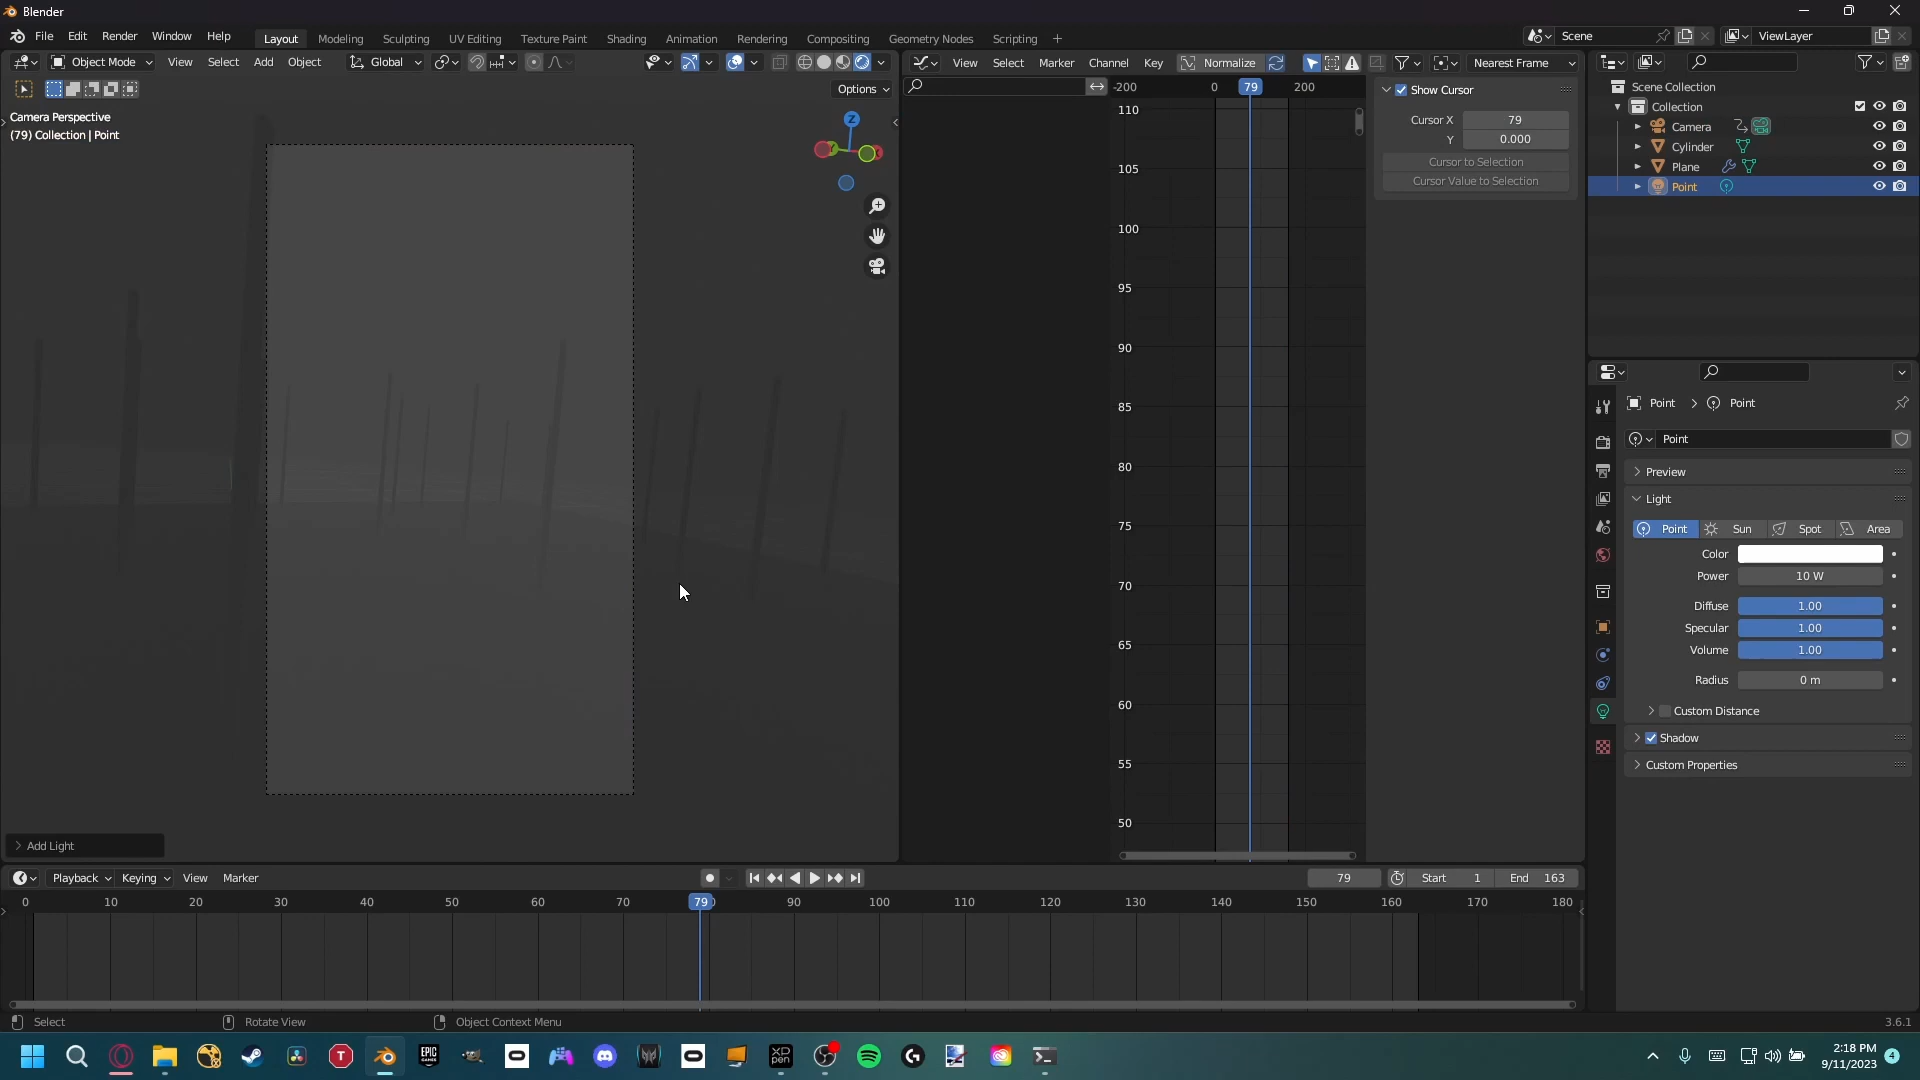 Blender
File Edit Render Window Help
Layout Modeling Sculpting UV Editing Texture Paint Shading Animation Rendering Compositing Geometry Nodes Scripting +
Scene
ViewLayer
Object Mode View Select Add Object Global
Options
Camera Perspective
(79) Collection | Point
Z
Add Light
View Select Marker Channel Key Normalize Nearest Frame
-200 0 79 200
110
105
100
95
90
85
80
75
70
65
60
55
50
Show Cursor
Cursor X 79
Y 0.000
Cursor to Selection
Cursor Value to Selection
Scene Collection
Collection
Camera
Cylinder
Plane
Point
Point > Point
Point
Preview
Light
Point Sun Spot Area
Color
Power 10 W
Diffuse 1.00
Specular 1.00
Volume 1.00
Radius 0 m
Custom Distance
Shadow
Custom Properties
Playback Keying View Marker
79 Start 1 End 163
0 10 20 30 40 50 60 70 79 90 100 110 120 130 140 150 160 170 180
Select Rotate View Object Context Menu
3.6.1
T
EPIC GAMES
XP PEN
G
2:18 PM
9/11/2023
4